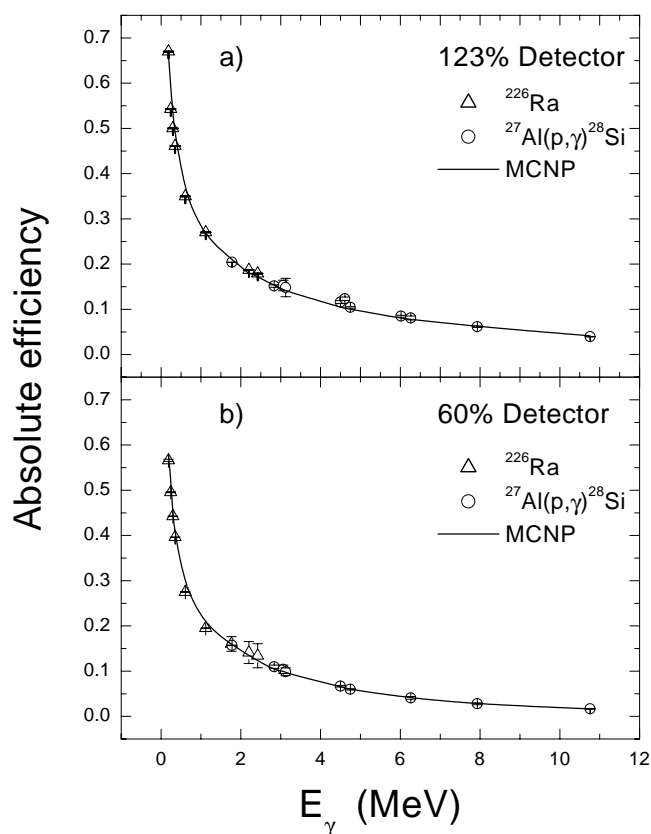 Absolute efficiency
0.7
0.6
0.5
0.4
0.3
0.2
0.1
0.0
a)
123% Detector
²²⁶Ra
²⁷Al(p,γ)²⁸Si
MCNP
0.7
0.6
0.5
0.4
0.3
0.2
0.1
0.0
b)
60% Detector
²²⁶Ra
²⁷Al(p,γ)²⁸Si
MCNP
0 2 4 6 8 10 12
E_γ (MeV)